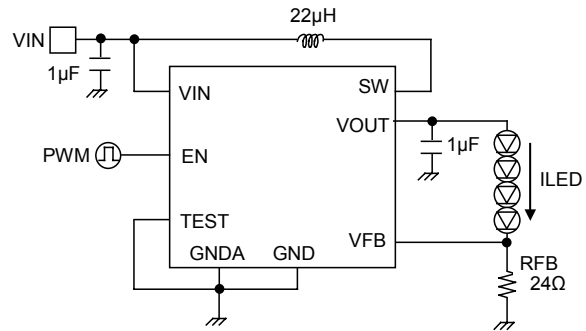 22μH
VIN
1μF
VIN
SW
VOUT
1μF
PWM
EN
ILED
TEST
VFB
GNDA
GND
RFB
24Ω